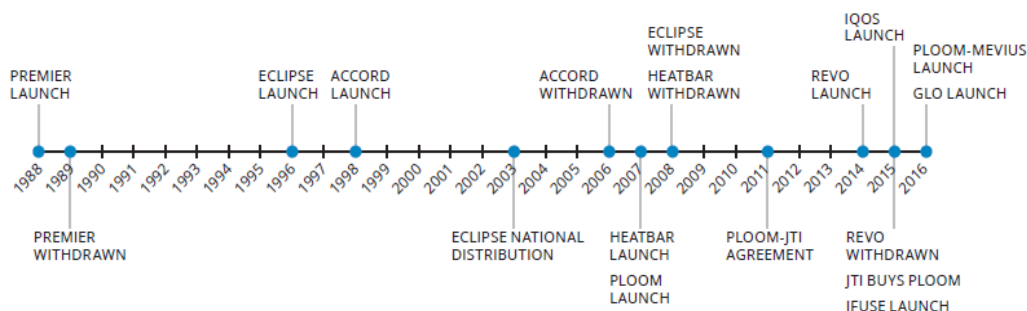 IQOS
LAUNCH
ECLIPSE
WITHDRAWN
PLOOM-MEVIUS
LAUNCH
PREMIER
LAUNCH
ECLIPSE
LAUNCH
ACCORD
LAUNCH
ACCORD
WITHDRAWN
HEATBAR
WITHDRAWN
REVO
LAUNCH
GLO LAUNCH
1988
1989
1990
1991
1992
1993
1994
1995
1996
1997
1998
1999
2000
2001
2002
2003
2004
2005
2006
2007
2008
2009
2010
2011
2012
2013
2014
2015
2016
PREMIER
WITHDRAWN
ECLIPSE NATIONAL
DISTRIBUTION
HEATBAR
LAUNCH
PLOOM
LAUNCH
PLOOM-JTI
AGREEMENT
REVO
WITHDRAWN
JTI BUYS PLOOM
IFUSE LAUNCH